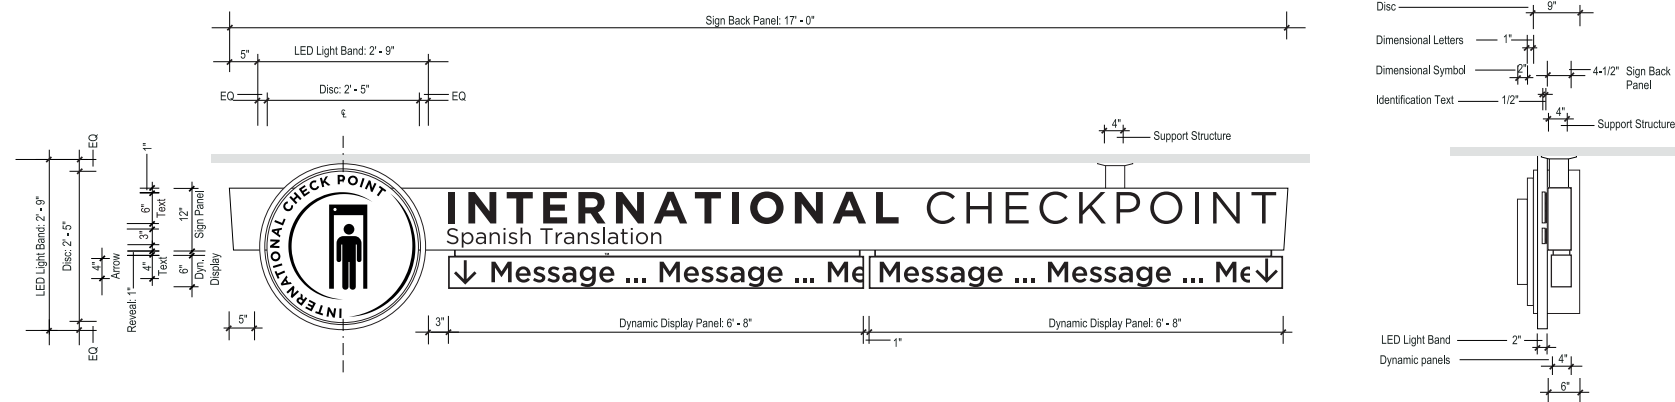 Sign Back Panel: 17' - 0"
5"
LED Light Band: 2' - 9"
EQ
Disc: 2' - 5"
EQ
℄
4"
Support Structure
LED Light Band: 2' - 9"
EQ
Disc: 2' - 5"
EQ
1"
6"
Text
3"
4"
Text
4"
Arrow
Reveal: 1"
12"
Sign Panel
6"
Dyn.
Display
INTERNATIONAL CHECK POINT
INTERNATIONAL CHECKPOINT
Spanish Translation
↓ Message ... Message ... Me
Message ... Message ... Me ↓
5"
3"
Dynamic Display Panel: 6' - 8"
1"
Dynamic Display Panel: 6' - 8"
Disc
9"
Dimensional Letters
1"
Dimensional Symbol
2"
4-1/2"
Sign Back
Panel
Identification Text
1/2"
4"
Support Structure
LED Light Band
2"
Dynamic panels
4"
6"